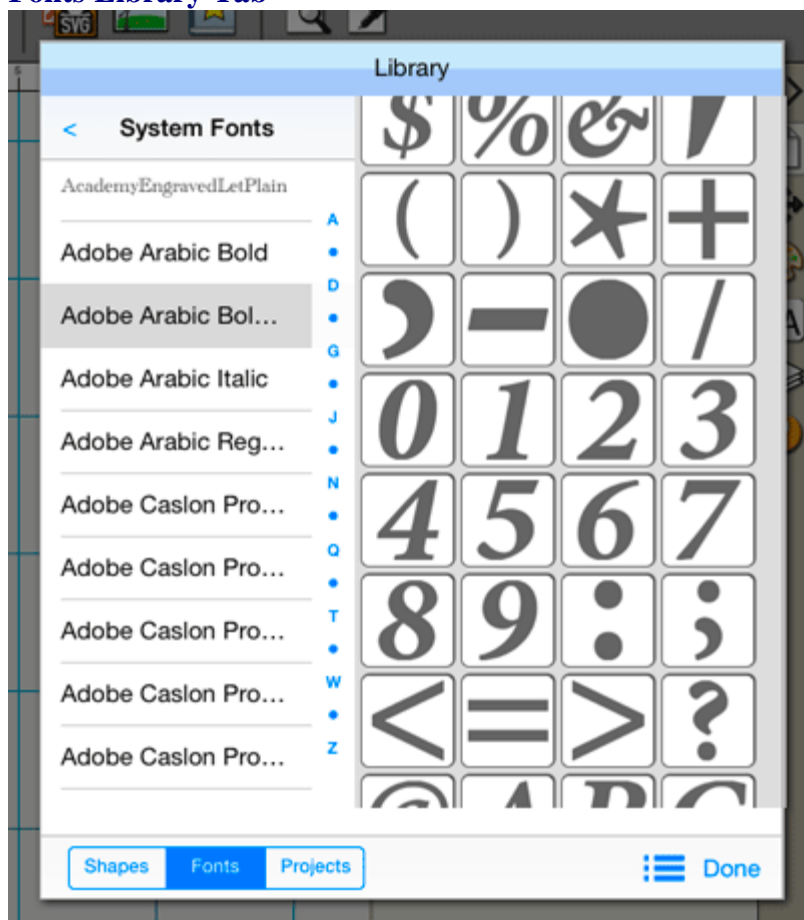 Fonts Library Tab
SVG
5
Library
< System Fonts
AcademyEngravedLetPlain
Adobe Arabic Bold
Adobe Arabic Bol...
Adobe Arabic Italic
Adobe Arabic Reg...
Adobe Caslon Pro...
Adobe Caslon Pro...
Adobe Caslon Pro...
Adobe Caslon Pro...
Adobe Caslon Pro...
A
•
D
•
G
•
J
•
N
•
Q
•
T
•
W
•
Z
$ % & '
( ) * +
, - . /
0 1 2 3
4 5 6 7
8 9 : ;
< = > ?
@ A B C
A
Shapes Fonts Projects
Done